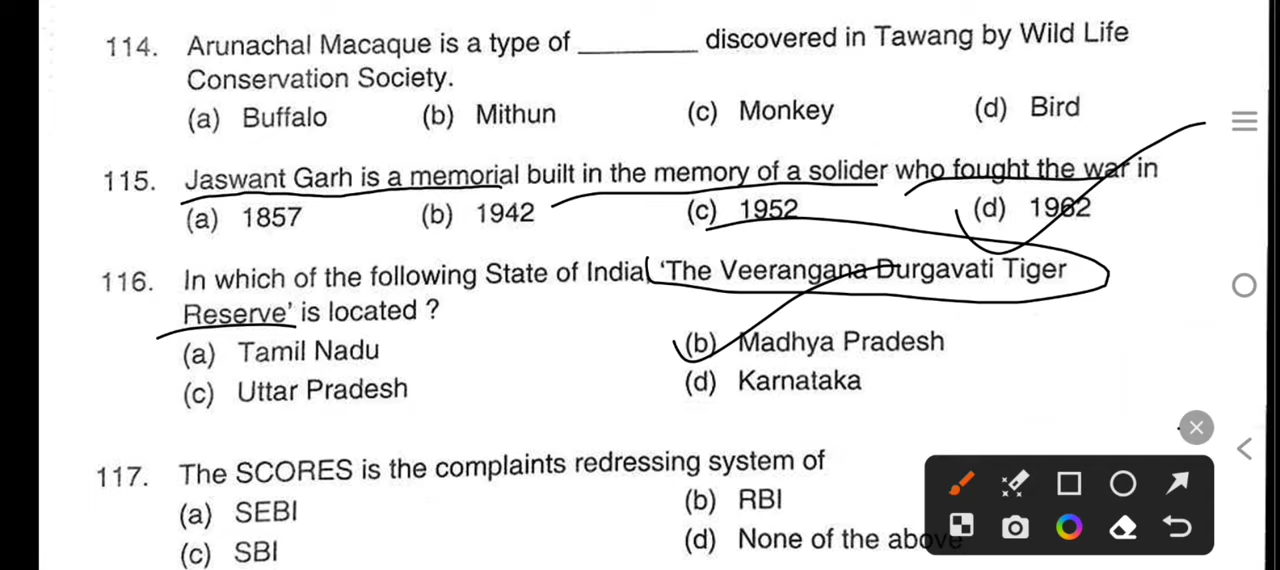 114. Arunachal Macaque is a type of ________ discovered in Tawang by Wild Life
Conservation Society.
(a) Buffalo (b) Mithun (c) Monkey (d) Bird
115. Jaswant Garh is a memorial built in the memory of a solider who fought the war in
(a) 1857 (b) 1942 (c) 1952 (d) 1962
116. In which of the following State of India, 'The Veerangana Durgavati Tiger
Reserve' is located ?
(a) Tamil Nadu (b) Madhya Pradesh
(c) Uttar Pradesh (d) Karnataka
117. The SCORES is the complaints redressing system of
(a) SEBI (b) RBI
(c) SBI (d) None of the above